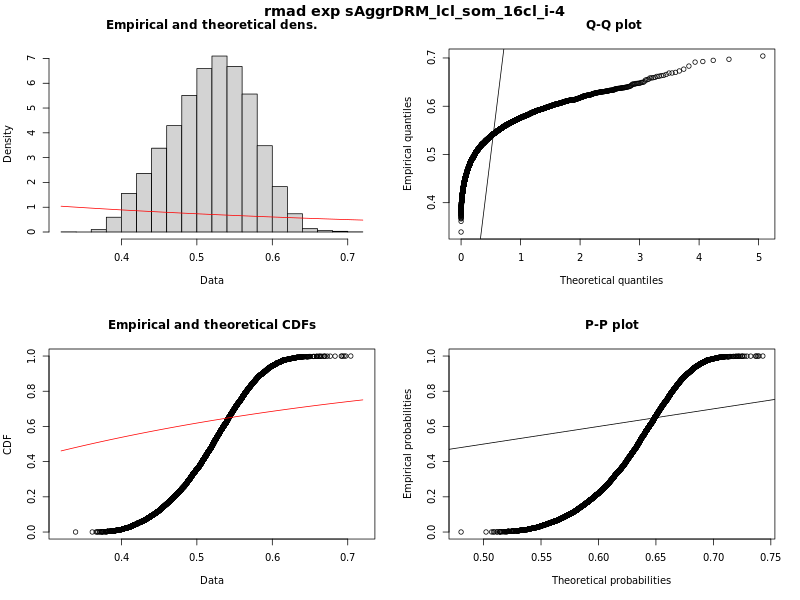 rmad exp sAggrDRM_lcl_som_16cl_i-4
Empirical and theoretical dens.
Density
0 1 2 3 4 5 6 7
0.4 0.5 0.6 0.7
Data
Q-Q plot
Empirical quantiles
0.4 0.5 0.6 0.7
0 1 2 3 4 5
Theoretical quantiles
Empirical and theoretical CDFs
CDF
0.0 0.2 0.4 0.6 0.8 1.0
0.4 0.5 0.6 0.7
Data
P-P plot
Empirical probabilities
0.0 0.2 0.4 0.6 0.8 1.0
0.50 0.55 0.60 0.65 0.70 0.75
Theoretical probabilities